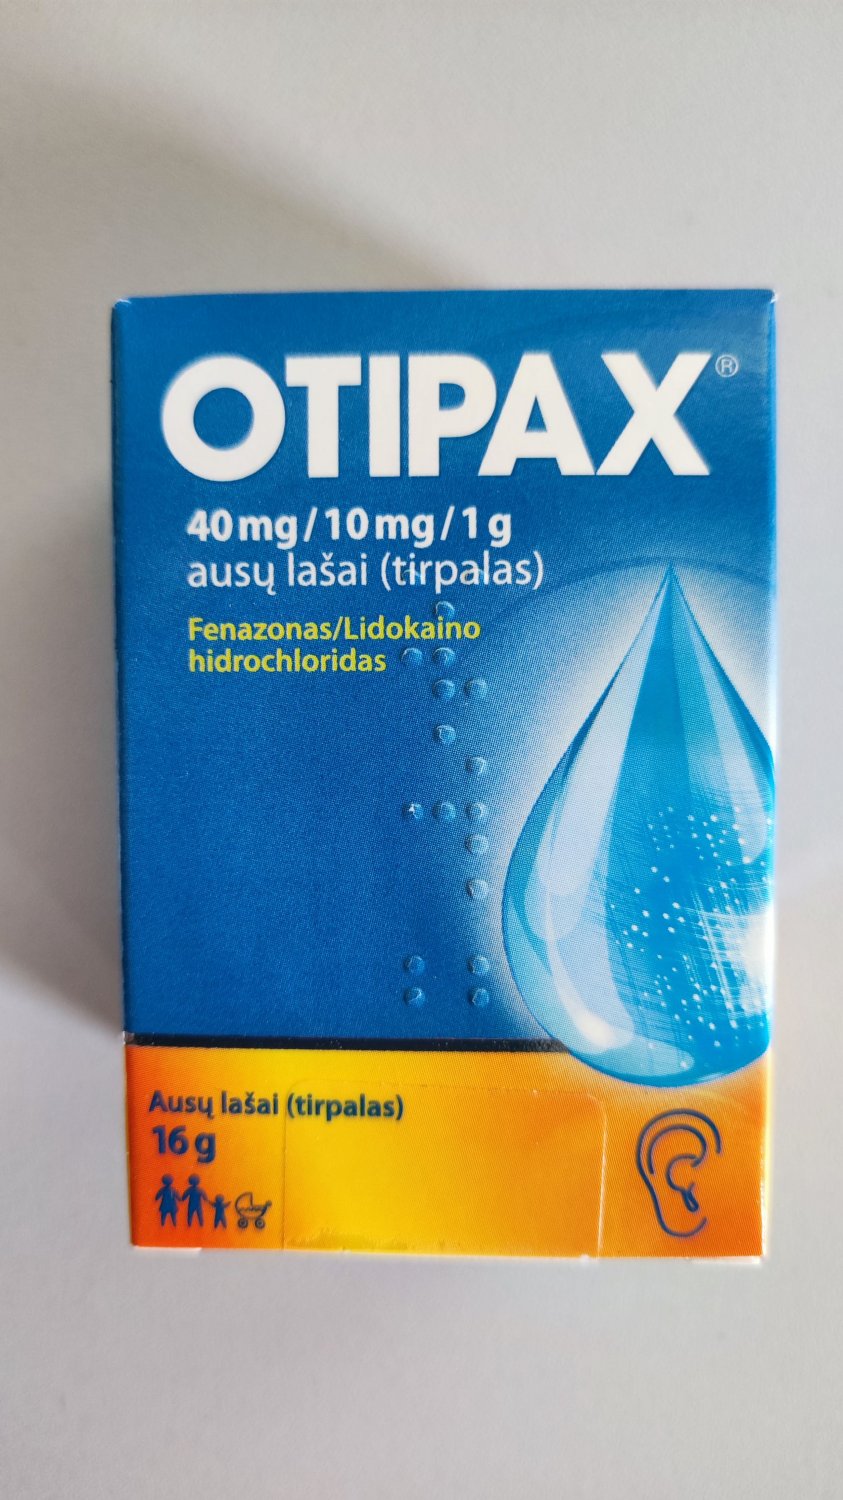 OTIPAX®
40 mg / 10 mg / 1 g
ausų lašai (tirpalas)
Fenazonas/Lidokaino
hidrochloridas
Ausų lašai (tirpalas)
16 g